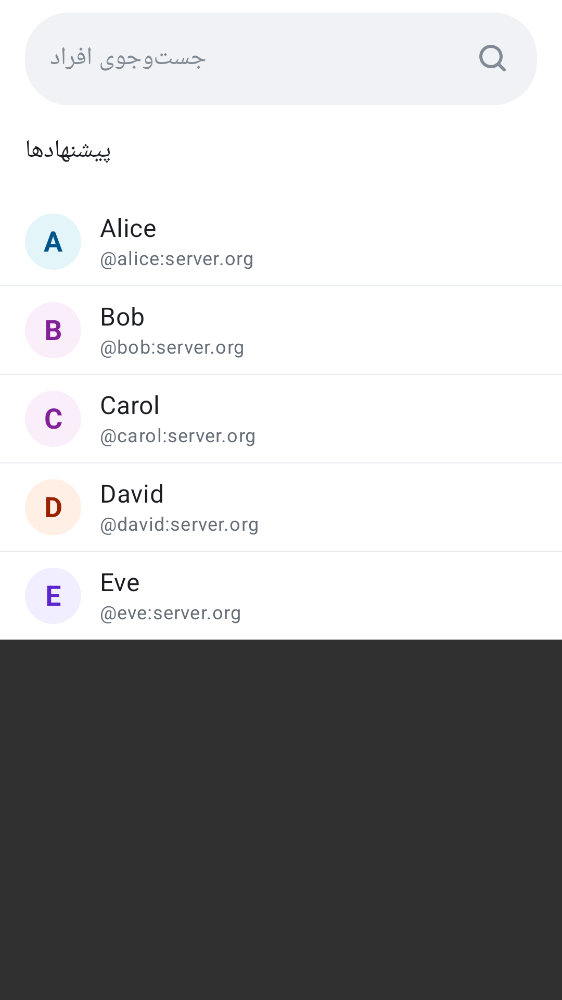 جست‌وجوی افراد
پیشنهادها
A
Alice
@alice:server.org
B
Bob
@bob:server.org
C
Carol
@carol:server.org
D
David
@david:server.org
E
Eve
@eve:server.org